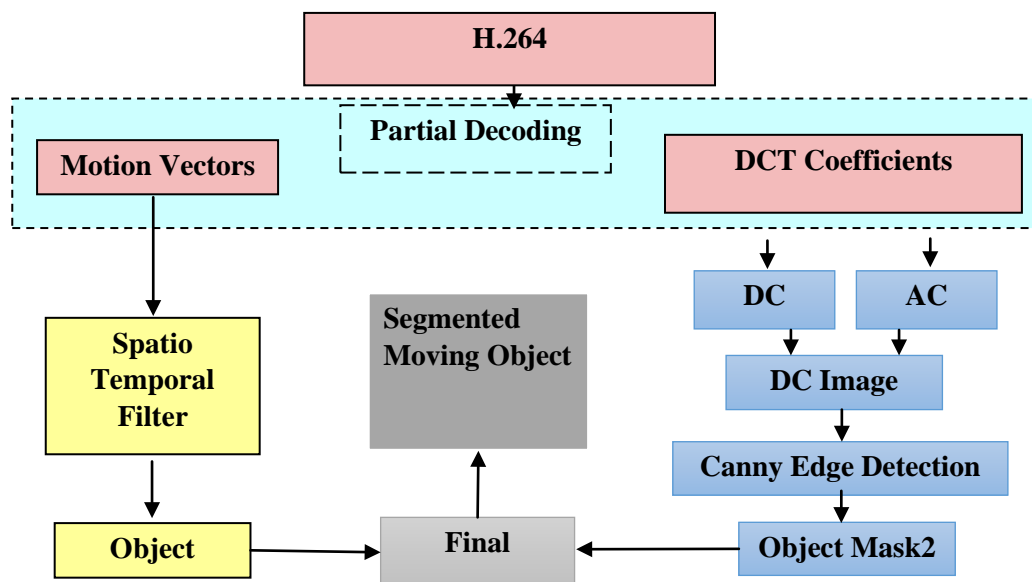 H.264
Partial Decoding
Motion Vectors
DCT Coefficients
DC
AC
Segmented
Moving Object
Spatio
Temporal
Filter
DC Image
Canny Edge Detection
Object
Final
Object Mask2